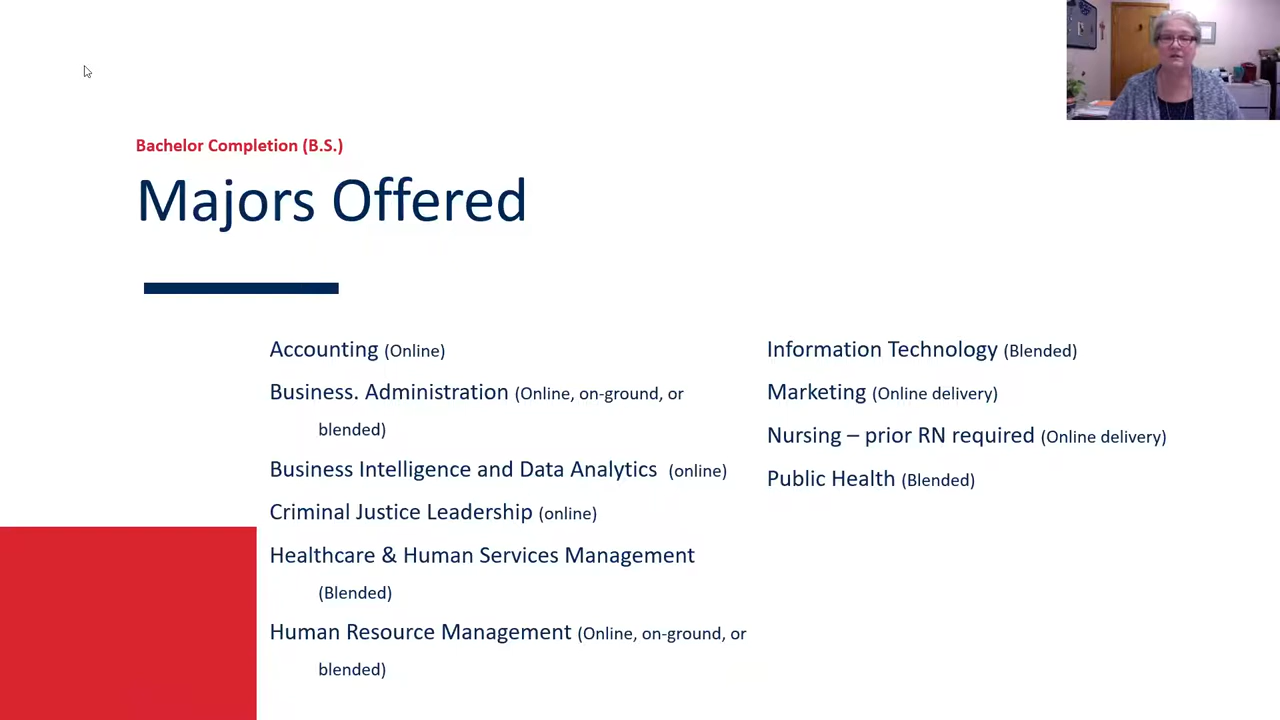 Bachelor Completion (B.S.)
Majors Offered
Accounting (Online)
Business. Administration (Online, on-ground, or
blended)
Business Intelligence and Data Analytics (online)
Criminal Justice Leadership (online)
Healthcare & Human Services Management
(Blended)
Human Resource Management (Online, on-ground, or
blended)
Information Technology (Blended)
Marketing (Online delivery)
Nursing – prior RN required (Online delivery)
Public Health (Blended)